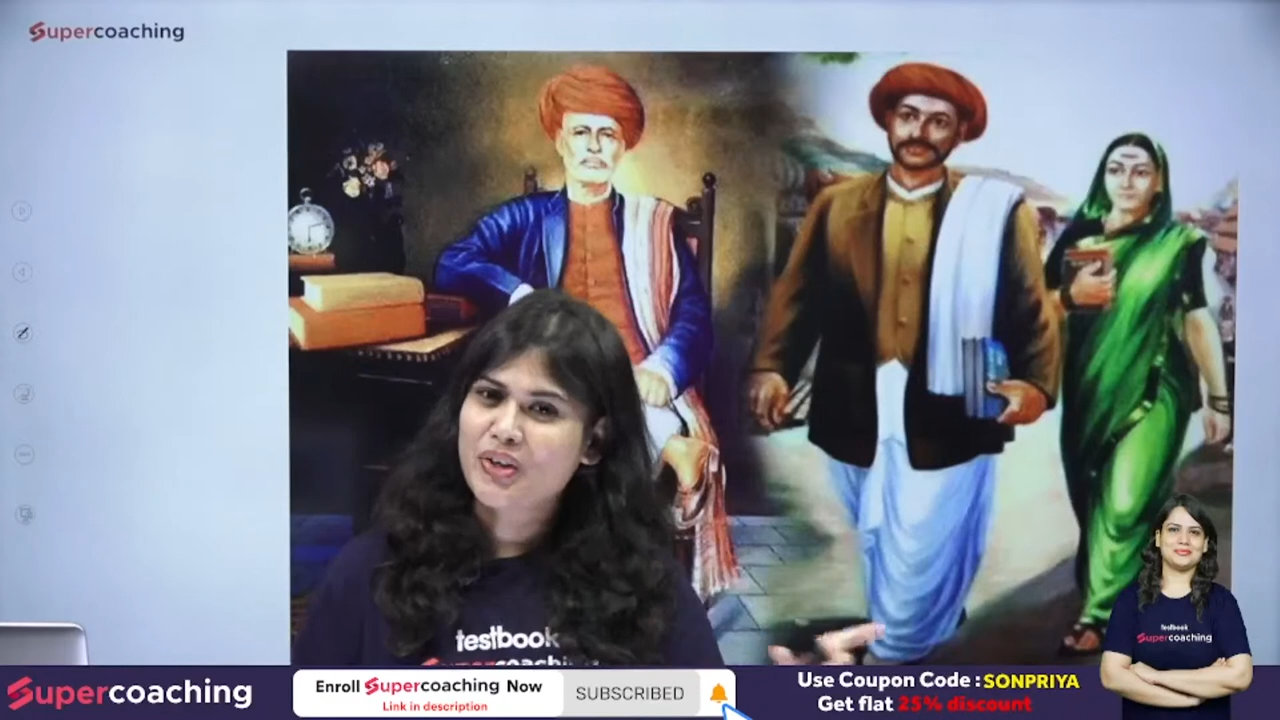 Supercoaching
testbook
Supercoaching
testbook
Supercoaching
Supercoaching
Enroll Supercoaching Now
Link in description
SUBSCRIBED
Use Coupon Code : SONPRIYA
Get flat 25% discount